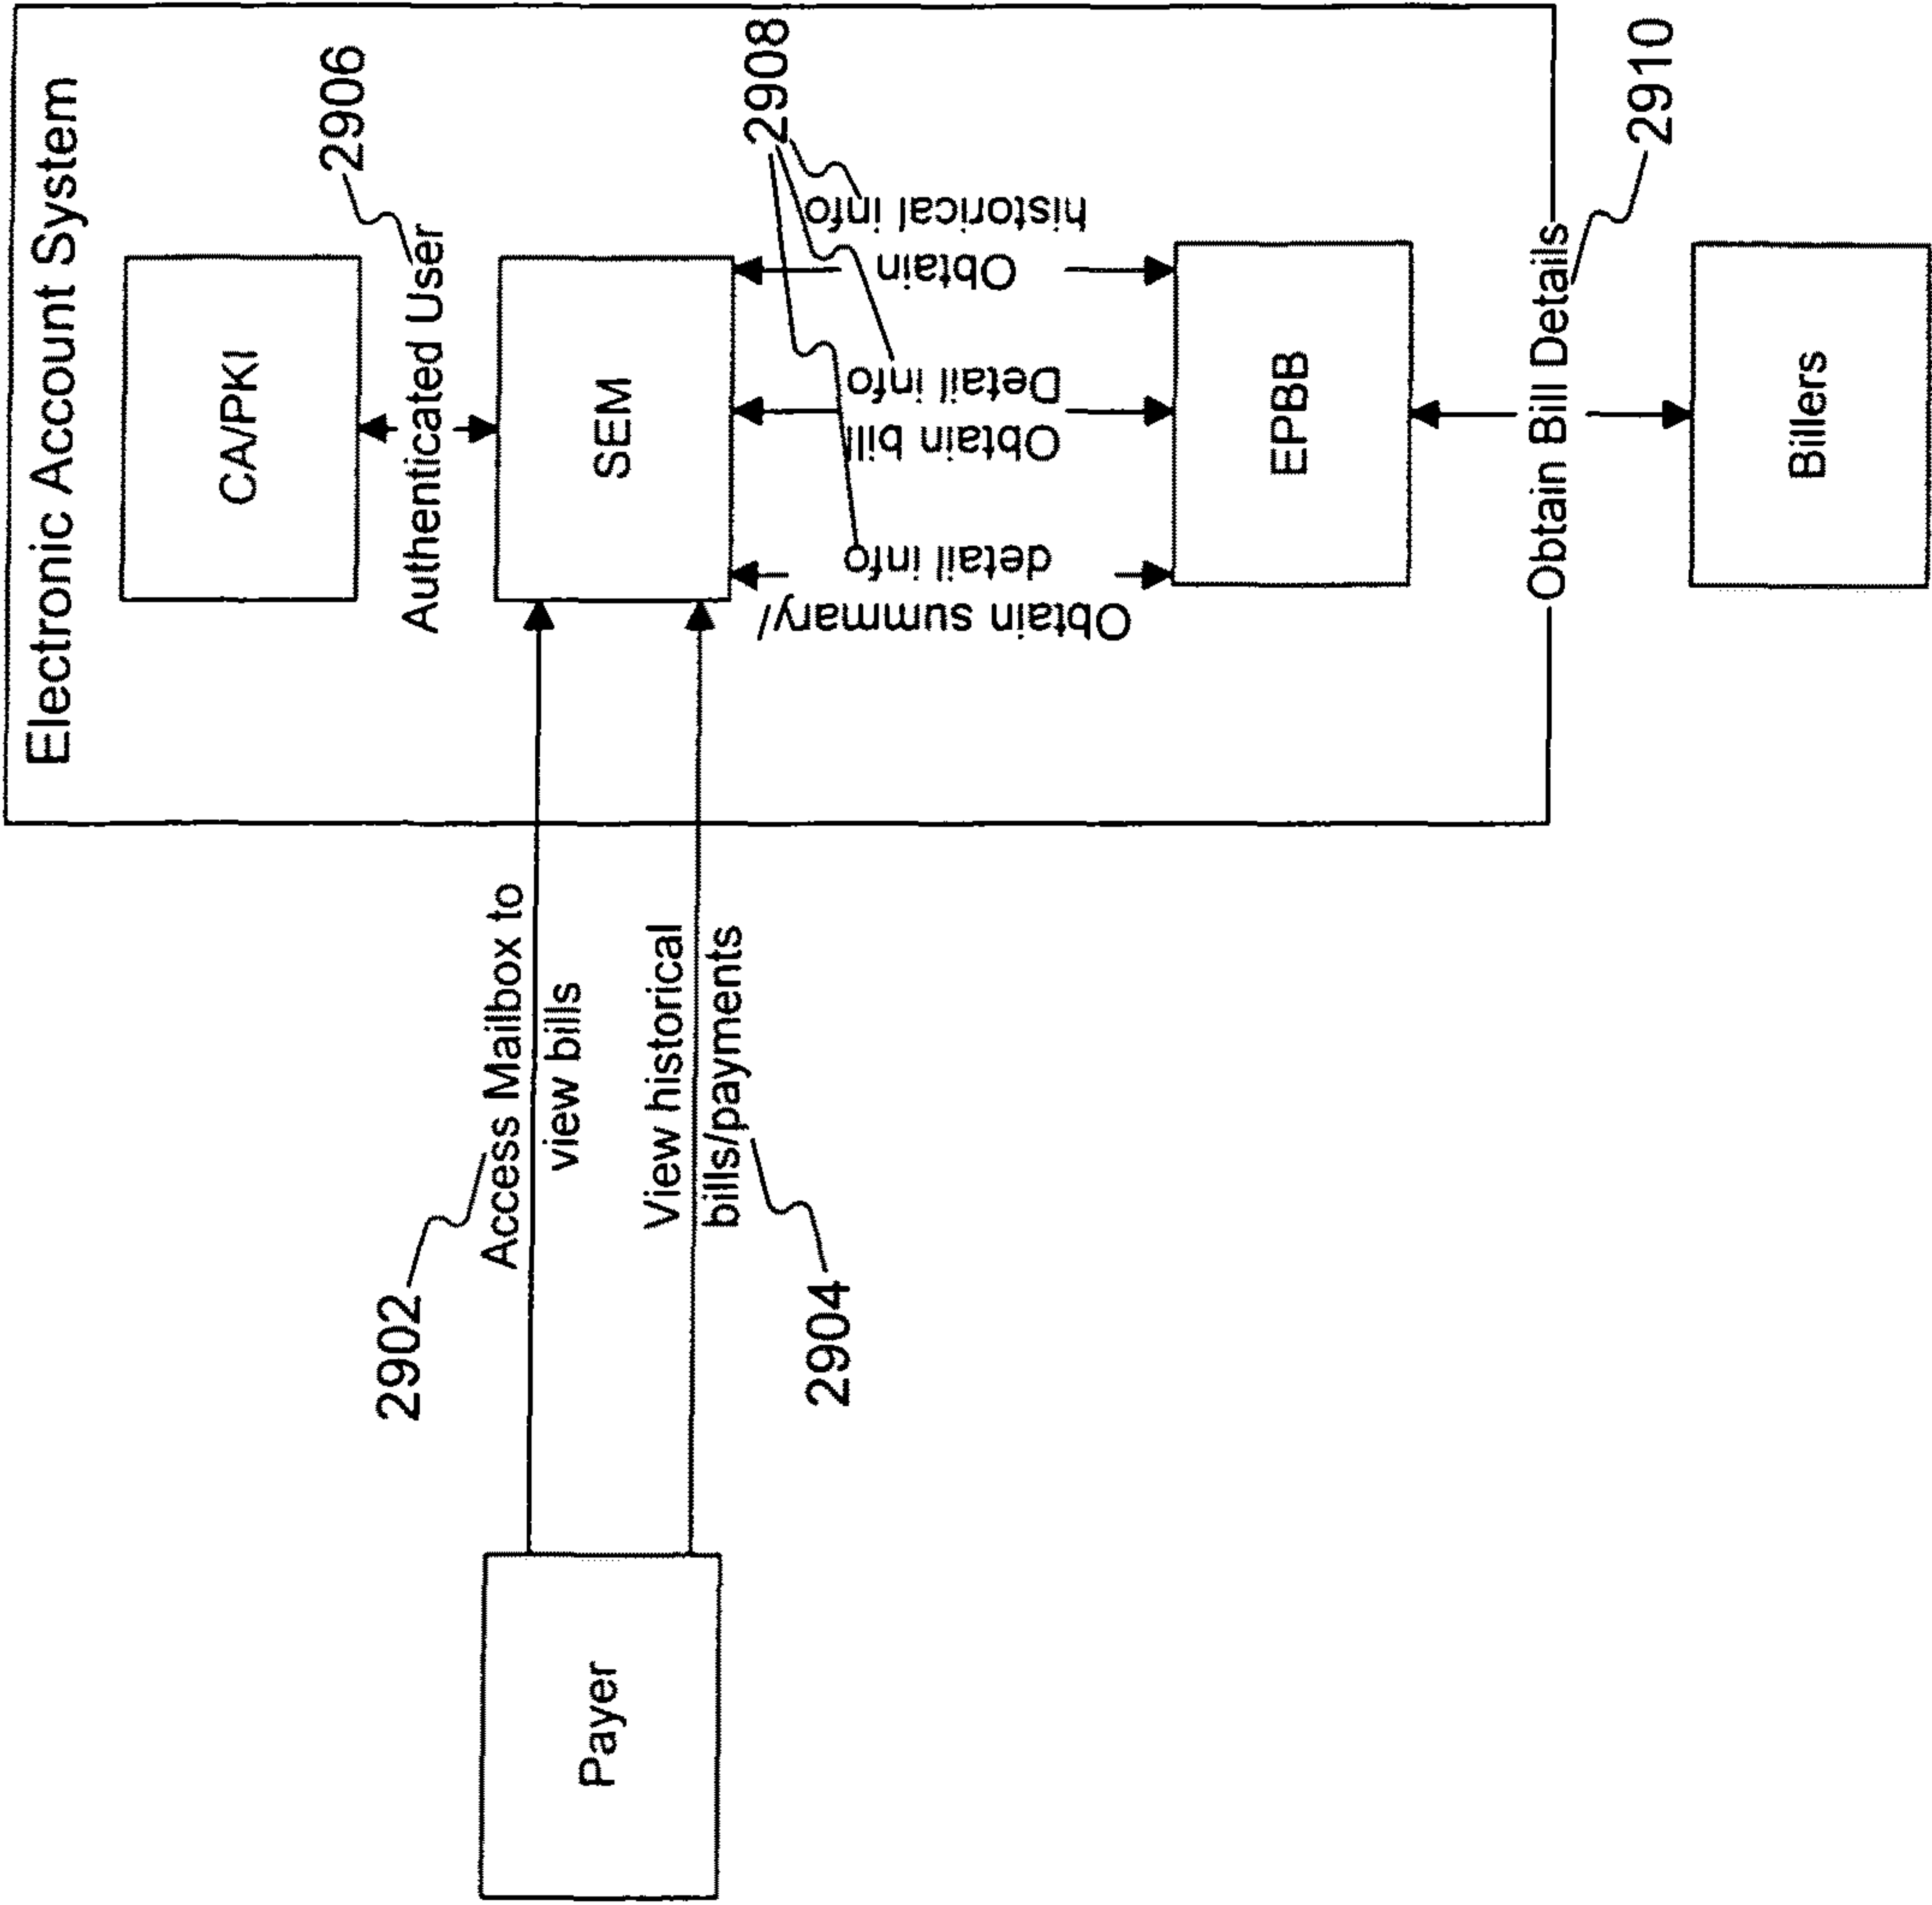 Electronic Account System
CA/PKI
2906
Authenticated User
SEM
2908
Obtain summary/
detail info
Obtain bill
Detail info
Obtain
historical info
EPBB
Obtain Bill Details
2910
Billers
2902
Access Mailbox to
view bills
View historical
bills/payments
2904
Payer